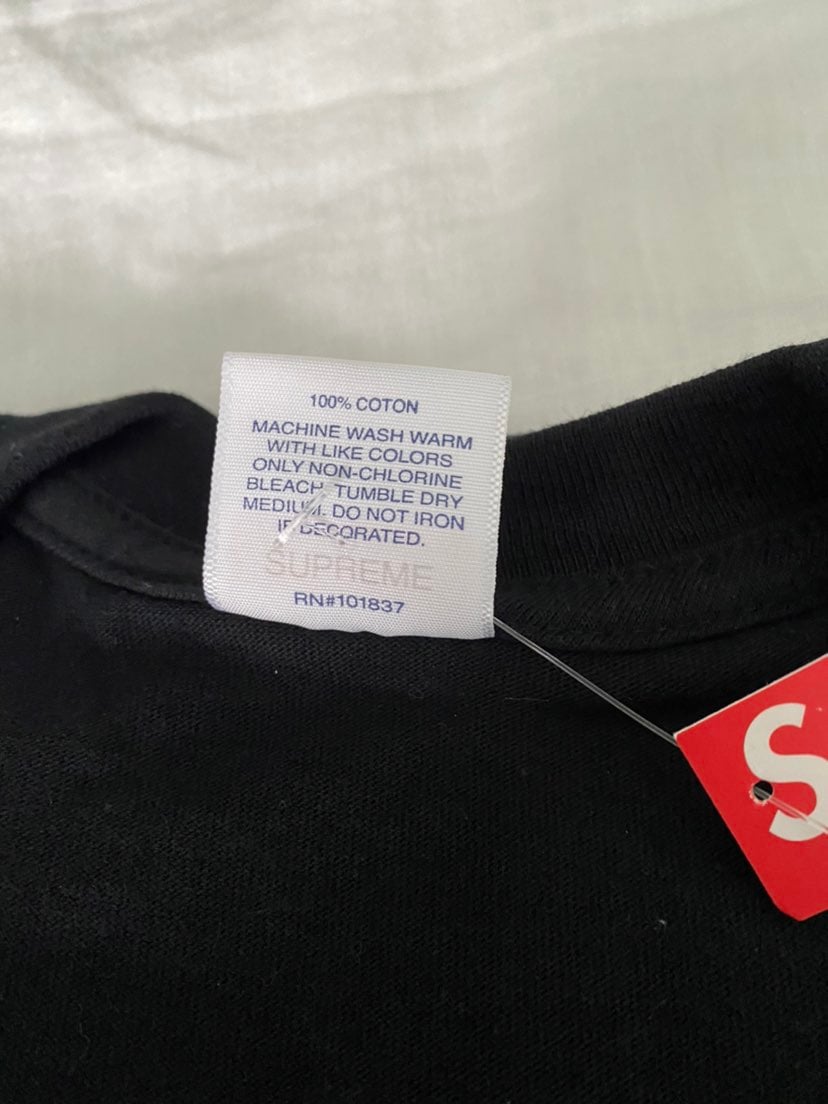 100% COTON
MACHINE WASH WARM
WITH LIKE COLORS
ONLY NON-CHLORINE
BLEACH. TUMBLE DRY
MEDIUM. DO NOT IRON
IF DECORATED.
SUPREME
RN#101837
S